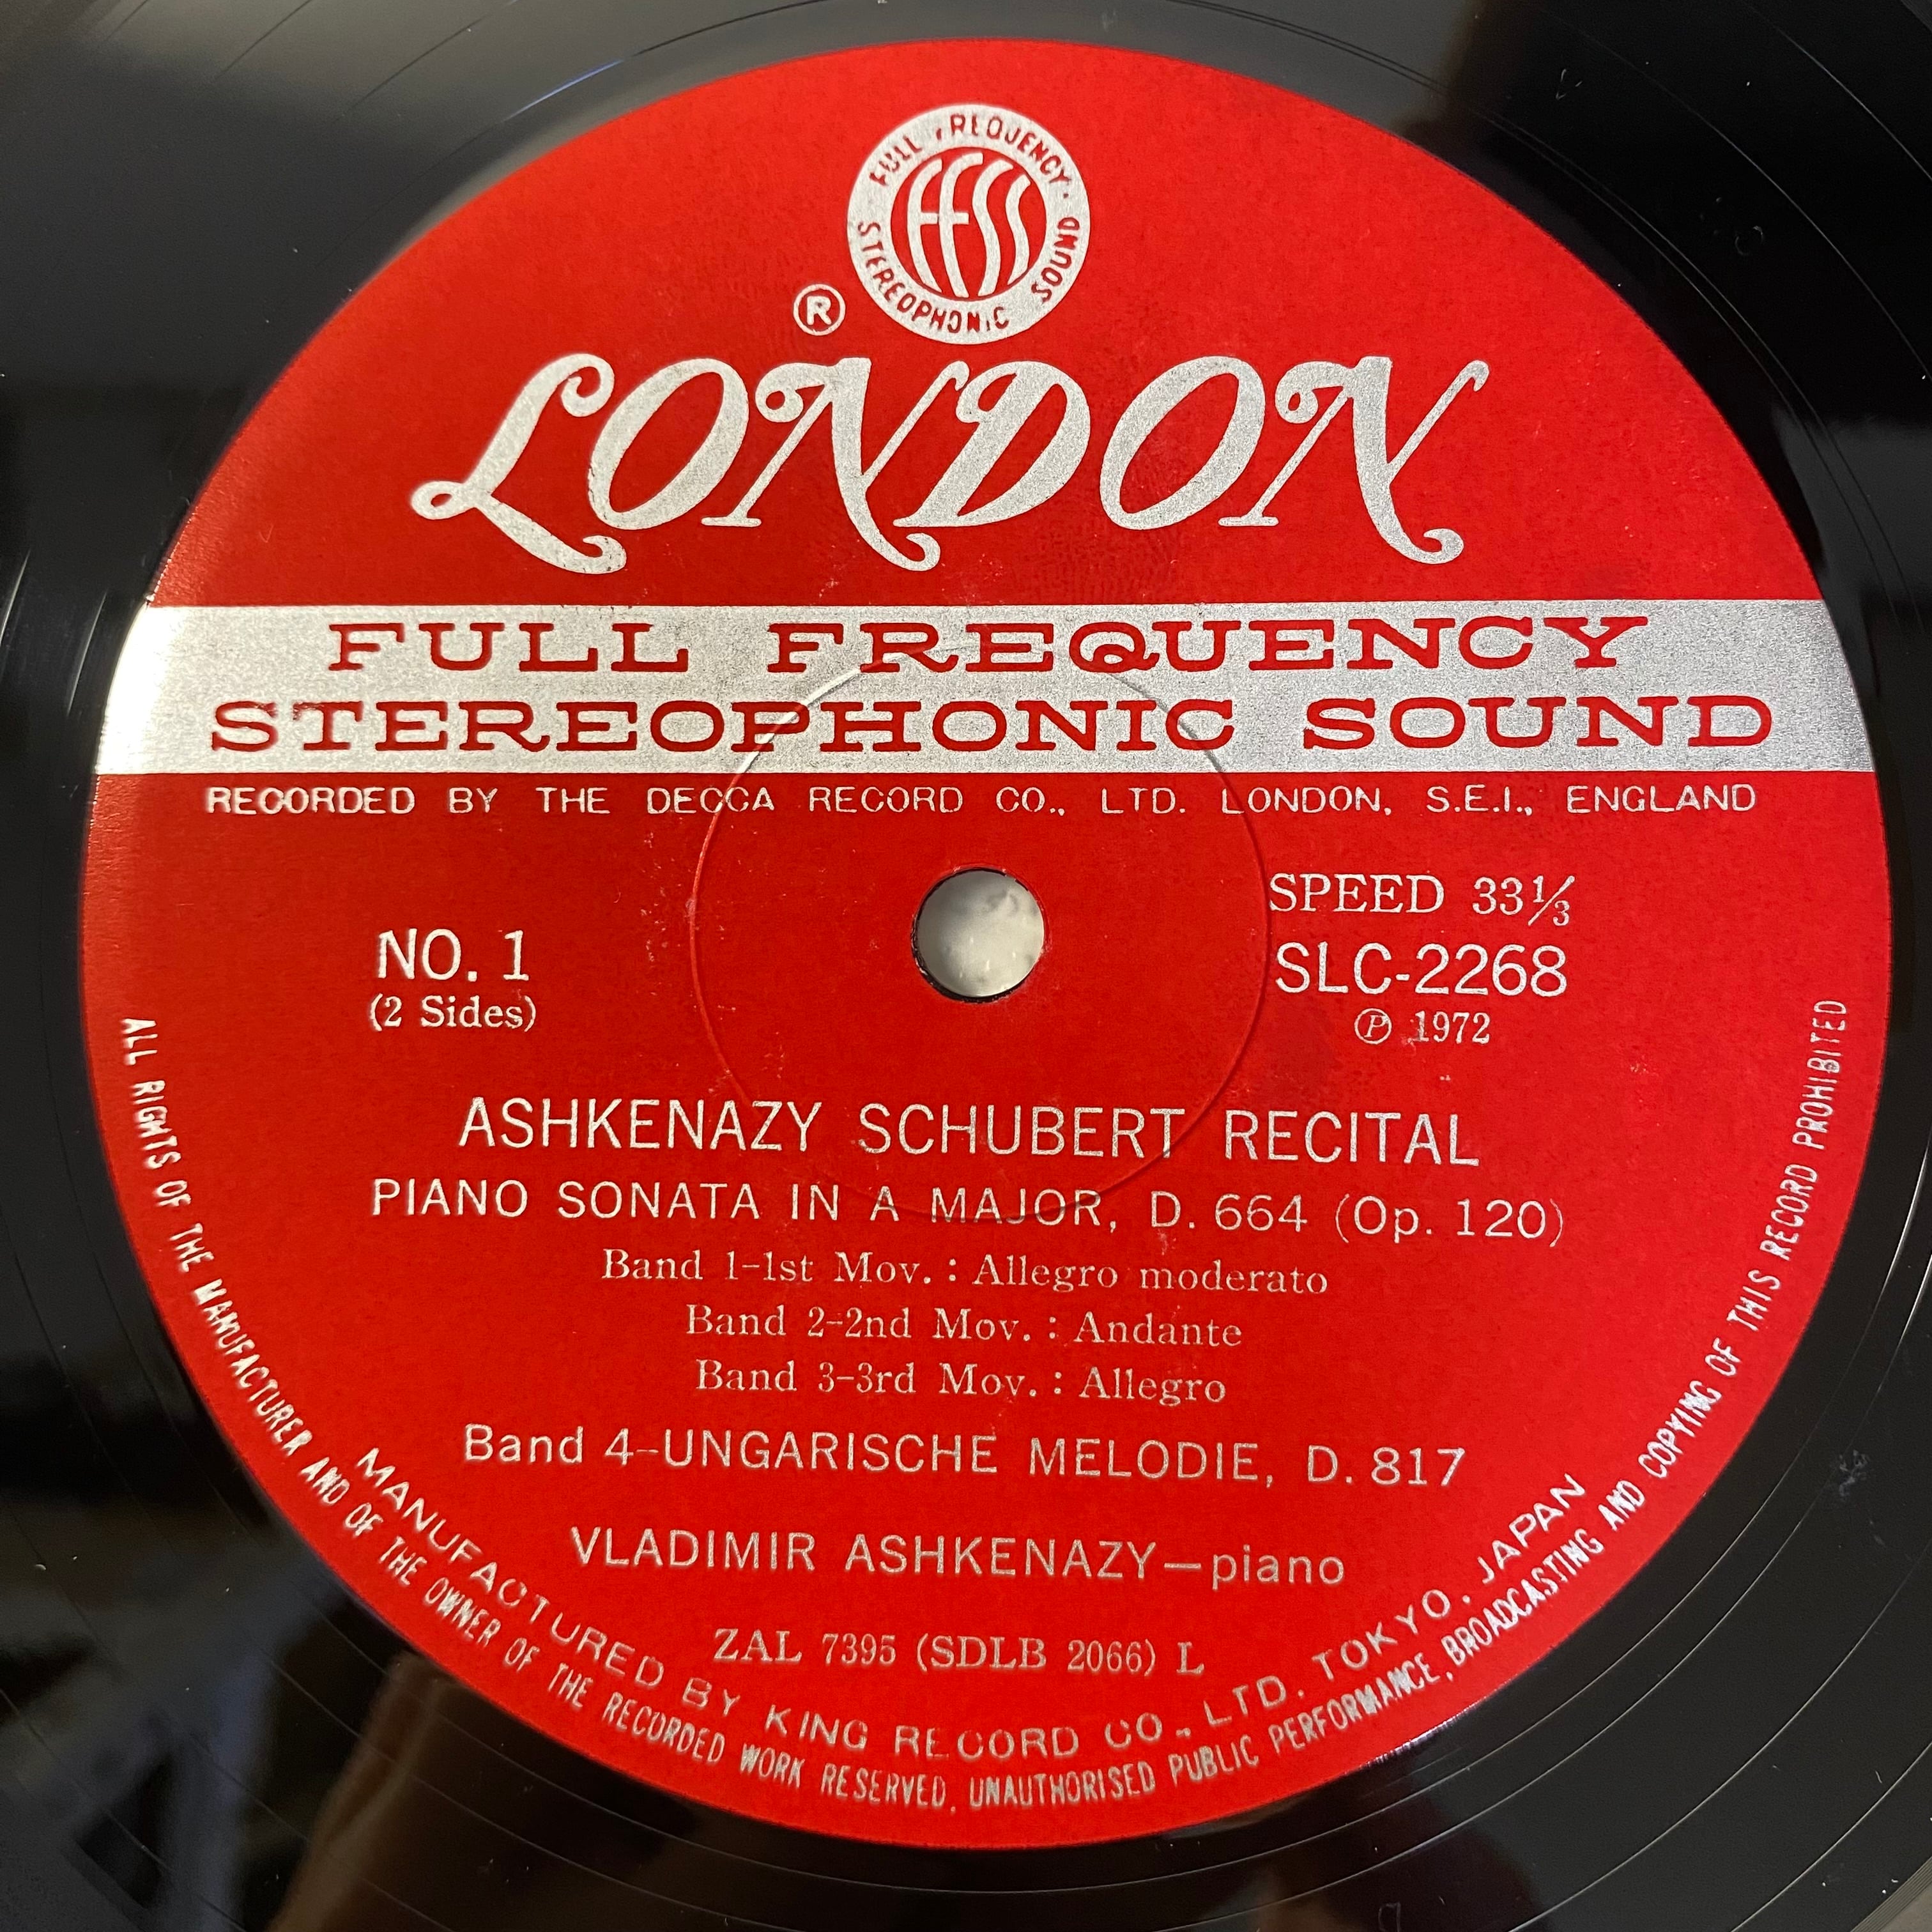 FULL FREQUENCY
ffss
STEREOPHONIC SOUND
®
LONDON
FULL FREQUENCY
STEREOPHONIC SOUND
RECORDED BY THE DECCA RECORD CO., LTD. LONDON, S.E.I., ENGLAND
SPEED 33⅓
NO. 1
SLC-2268
(2 Sides)
℗ 1972
ASHKENAZY SCHUBERT RECITAL
PIANO SONATA IN A MAJOR, D. 664 (Op. 120)
Band 1-1st Mov. : Allegro moderato
Band 2-2nd Mov. : Andante
Band 3-3rd Mov. : Allegro
Band 4-UNGARISCHE MELODIE, D. 817
VLADIMIR ASHKENAZY—piano
ZAL 7395 (SDLB 2066) L
MANUFACTURED BY KING RECORD CO., LTD. TOKYO, JAPAN
ALL RIGHTS OF THE MANUFACTURER AND OF THE OWNER OF THE RECORDED WORK RESERVED, UNAUTHORISED PUBLIC PERFORMANCE, BROADCASTING AND COPYING OF THIS RECORD PROHIBITED